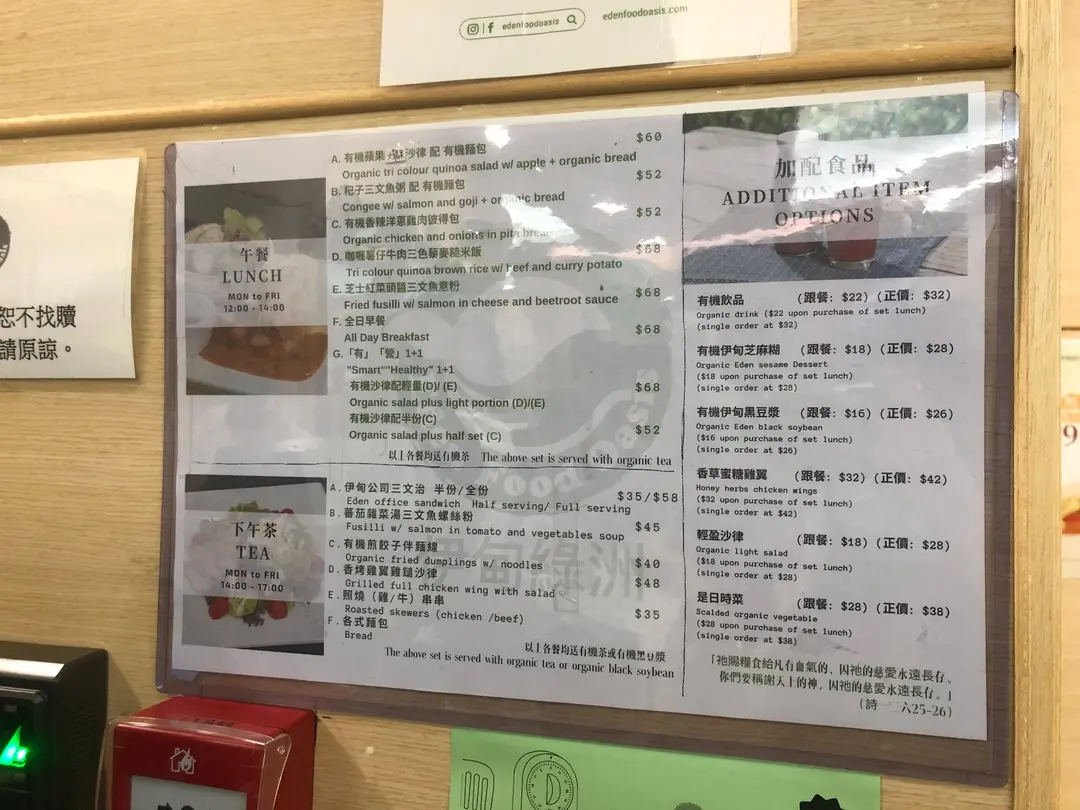 edenfoodoasis
edenfoodoasis.com
恕不找贖
請原諒。
午餐
LUNCH
MON to FRI
12:00 - 14:00
A. 有機蘋果 沙律 配 有機麵包
$60
Organic tri colour quinoa salad w/ apple + organic bread
B. 杞子三文魚粥 配 有機麵包
$52
Congee w/ salmon and goji + organic bread
C. 有機香辣洋蔥雞肉彼得包
$52
Organic chicken and onions in pita bread
D. 咖喱薯仔牛肉三色藜麥糙米飯
$68
Tri colour quinoa brown rice w/ beef and curry potato
E. 芝士紅菜頭醬三文魚意粉
$68
Fried fusilli w/ salmon in cheese and beetroot sauce
F. 全日早餐
$68
All Day Breakfast
G.「有」「營」1+1
"Smart""Healthy" 1+1
有機沙律配輕量(D)/ (E)
$68
Organic salad plus light portion (D)/(E)
有機沙律配半份(C)
$52
Organic salad plus half set (C)
以上各餐均送有機茶 The above set is served with organic tea
下午茶
TEA
MON to FRI
14:00 - 17:00
A. 伊甸公司三文治 半份/全份
$35/$58
Eden office sandwich Half serving/ Full serving
B. 蕃茄雜菜湯三文魚螺絲粉
$45
Fusilli w/ salmon in tomato and vegetables soup
C. 有機煎餃子伴麵線
Organic fried dumplings w/ noodles
$40
D. 香烤雞翼雞髀沙律
$48
Grilled full chicken wing with salad
E. 照燒 (雞/牛) 串串
$35
Roasted skewers (chicken /beef)
F. 各式麵包
Bread
以上各餐均送有機茶或有機黑豆漿
The above set is served with organic tea or organic black soybean
加配食品
ADDITIONAL ITEM
OPTIONS
有機飲品 (跟餐: $22) (正價: $32)
Organic drink ($22 upon purchase of set lunch)
(single order at $32)
有機伊甸芝麻糊 (跟餐: $18) (正價: $28)
Organic Eden sesame Dessert
($18 upon purchase of set lunch)
(single order at $28)
有機伊甸黑豆漿 (跟餐: $16) (正價: $26)
Organic Eden black soybean
($16 upon purchase of set lunch)
(single order at $26)
香草蜜糖雞翼 (跟餐: $32) (正價: $42)
Honey herbs chicken wings
($32 upon purchase of set lunch)
(single order at $42)
輕盈沙律 (跟餐: $18) (正價: $28)
Organic light salad
($18 upon purchase of set lunch)
(single order at $28)
是日時菜 (跟餐: $28) (正價: $38)
Scalded organic vegetable
($28 upon purchase of set lunch)
(single order at $38)
「祂賜糧食給凡有血氣的，因祂的慈愛永遠長存。
你們要稱謝天上的神，因祂的慈愛永遠長存。」
(詩一三六25-26)